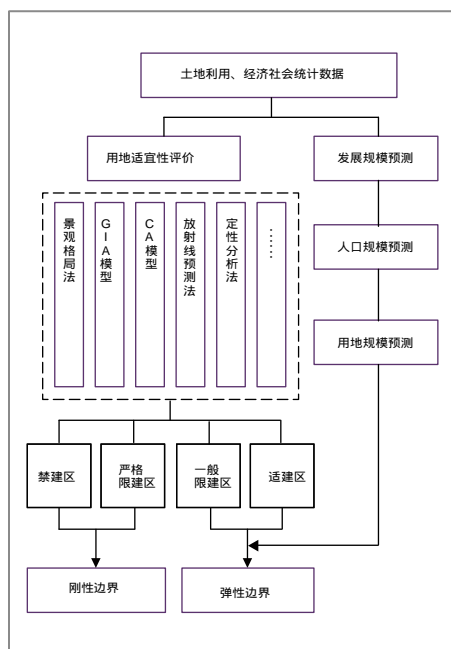 土地利用、经济社会统计数据
用地适宜性评价
发展规模预测
景观格局法
GIA模型
CA模型
放射线预测法
定性分析法
……
人口规模预测
用地规模预测
禁建区
严格
限建区
一般
限建区
适建区
刚性边界
弹性边界